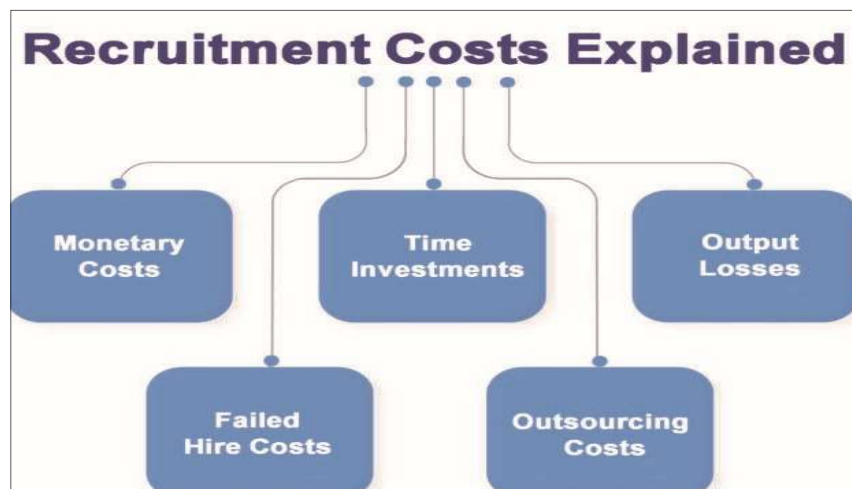 Recruitment Costs Explained
Monetary
Costs
Time
Investments
Output
Losses
Failed
Hire Costs
Outsourcing
Costs